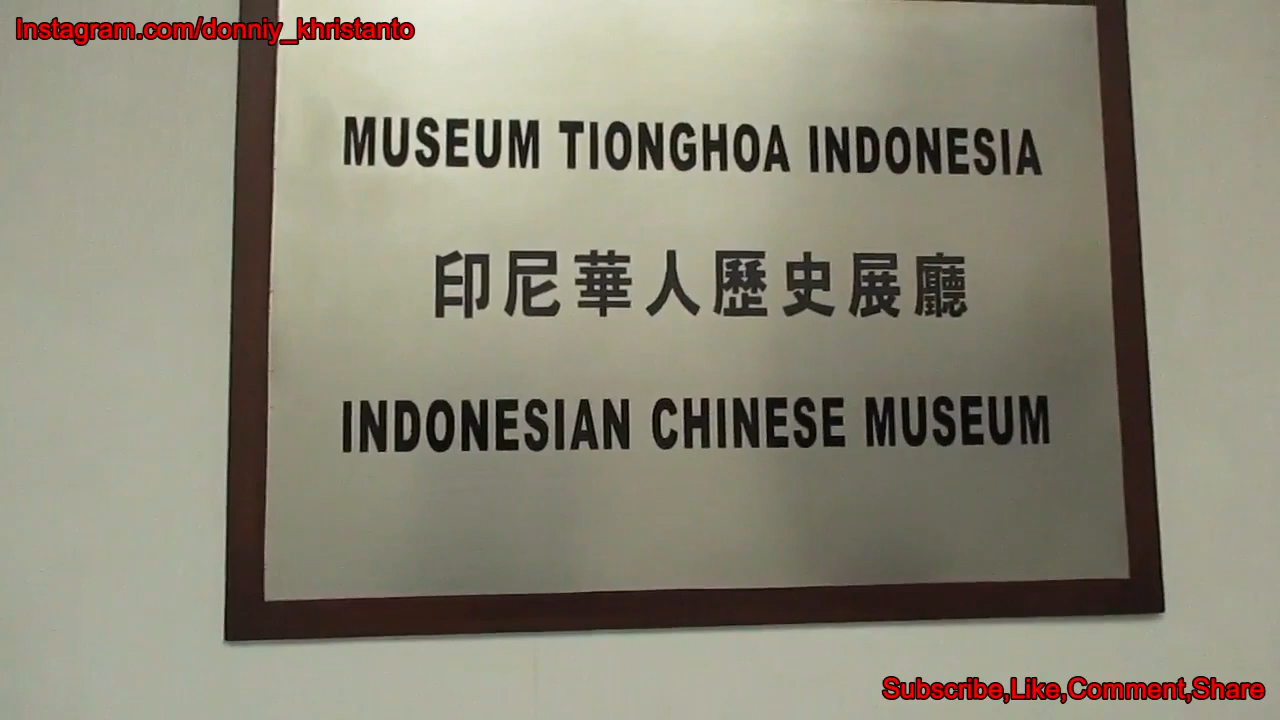 Instagram.com/donniy_khristanto
MUSEUM TIONGHOA INDONESIA
印尼華人歷史展廳
INDONESIAN CHINESE MUSEUM
Subscribe,Like,Comment,Share